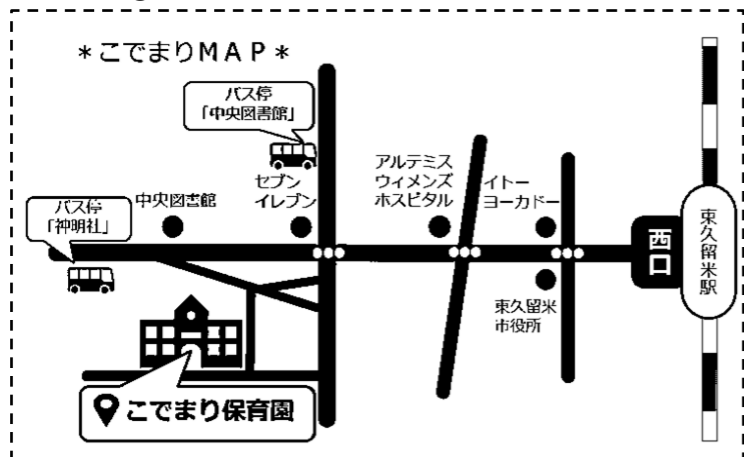 ＊こでまりＭＡＰ＊
バス停
「中央図書館」
バス停
「神明社」
中央図書館
セブン
イレブン
アルテミス
ウィメンズ
ホスピタル
イトー
ヨーカドー
西口
東久留米駅
東久留米
市役所
こでまり保育園